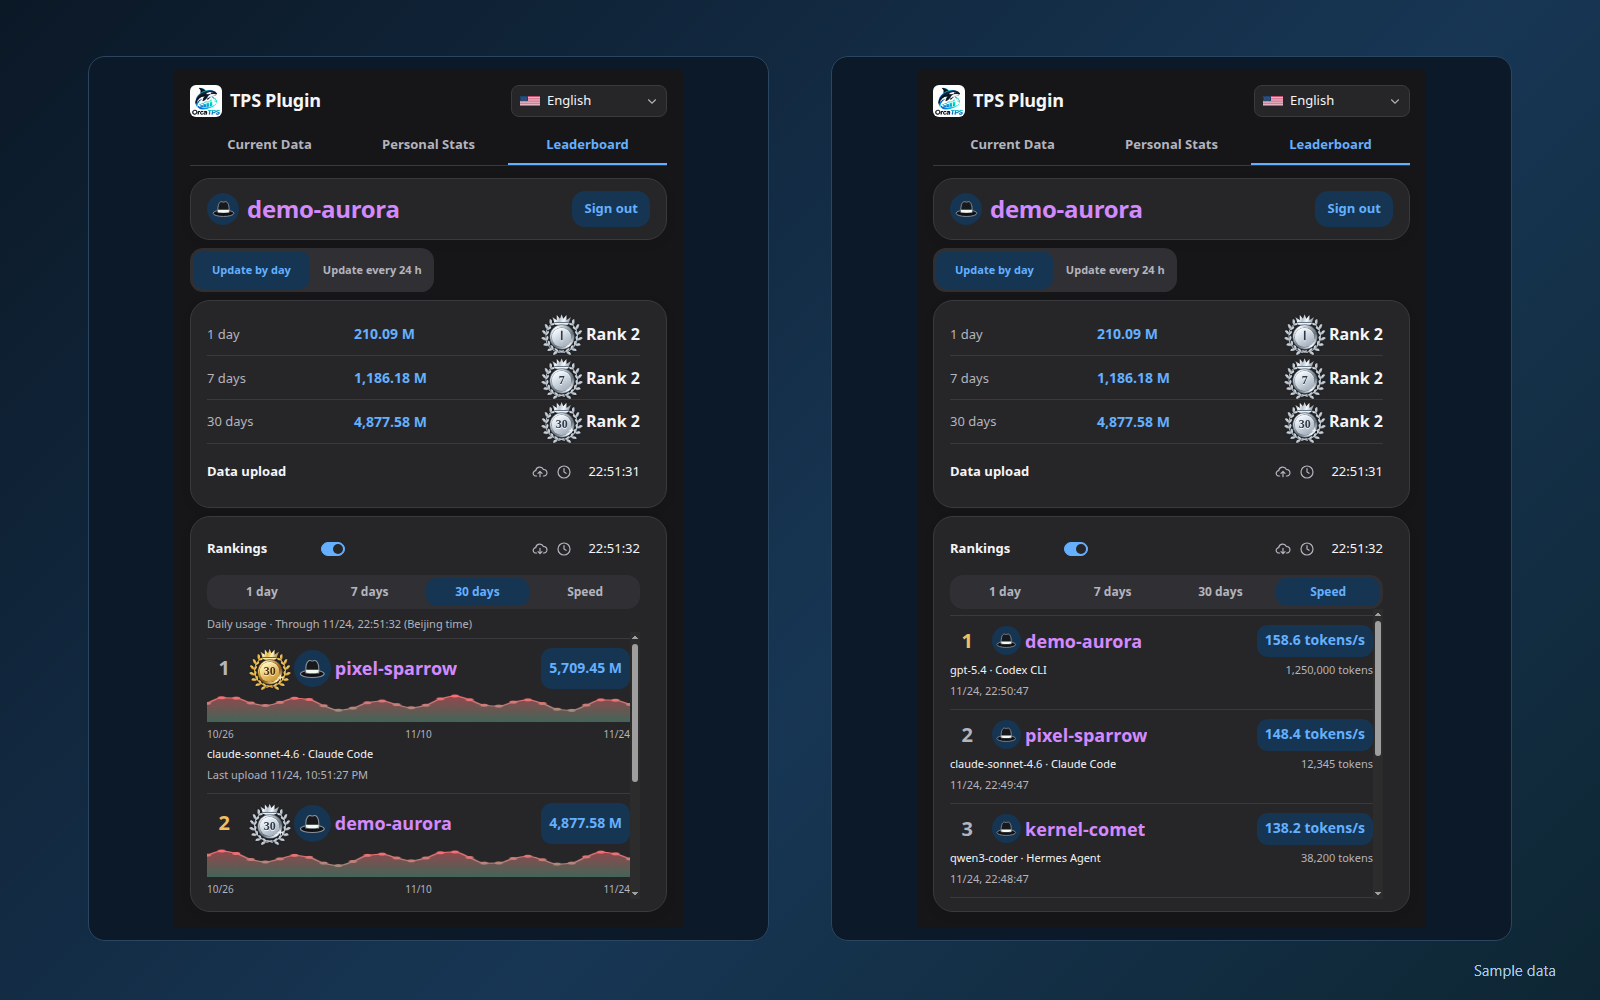 TPS Plugin
English
Current Data Personal Stats Leaderboard
demo-aurora Sign out
Update by day Update every 24 h
1 day 210.09 M 1 Rank 2
7 days 1,186.18 M 7 Rank 2
30 days 4,877.58 M 30 Rank 2
Data upload 22:51:31
Rankings 22:51:32
1 day 7 days 30 days Speed
Daily usage · Through 11/24, 22:51:32 (Beijing time)
1 30 pixel-sparrow 5,709.45 M
10/26 11/10 11/24
claude-sonnet-4.6 · Claude Code
Last upload 11/24, 10:51:27 PM
2 30 demo-aurora 4,877.58 M
10/26 11/10 11/24
OrcaTPS
TPS Plugin
English
Current Data Personal Stats Leaderboard
demo-aurora Sign out
Update by day Update every 24 h
1 day 210.09 M 1 Rank 2
7 days 1,186.18 M 7 Rank 2
30 days 4,877.58 M 30 Rank 2
Data upload 22:51:31
Rankings 22:51:32
1 day 7 days 30 days Speed
1 demo-aurora 158.6 tokens/s
gpt-5.4 · Codex CLI 1,250,000 tokens
11/24, 22:50:47
2 pixel-sparrow 148.4 tokens/s
claude-sonnet-4.6 · Claude Code 12,345 tokens
11/24, 22:49:47
3 kernel-comet 138.2 tokens/s
qwen3-coder · Hermes Agent 38,200 tokens
11/24, 22:48:47
OrcaTPS
Sample data